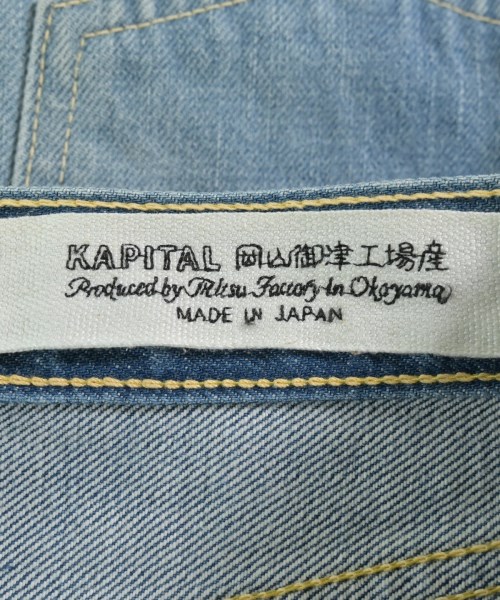 KAPITAL 岡山御津工場産
Produced by Mitsu Factory In Okayama
MADE IN JAPAN